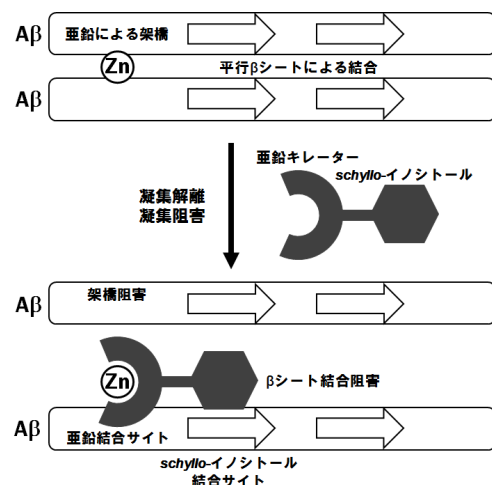 Aβ 亜鉛による架橋
Zn
平行βシートによる結合
Aβ
亜鉛キレーター
schyllo-イノシトール
凝集解離
凝集阻害
Aβ 架橋阻害
Zn
βシート結合阻害
Aβ
亜鉛結合サイト
schyllo-イノシトール
結合サイト